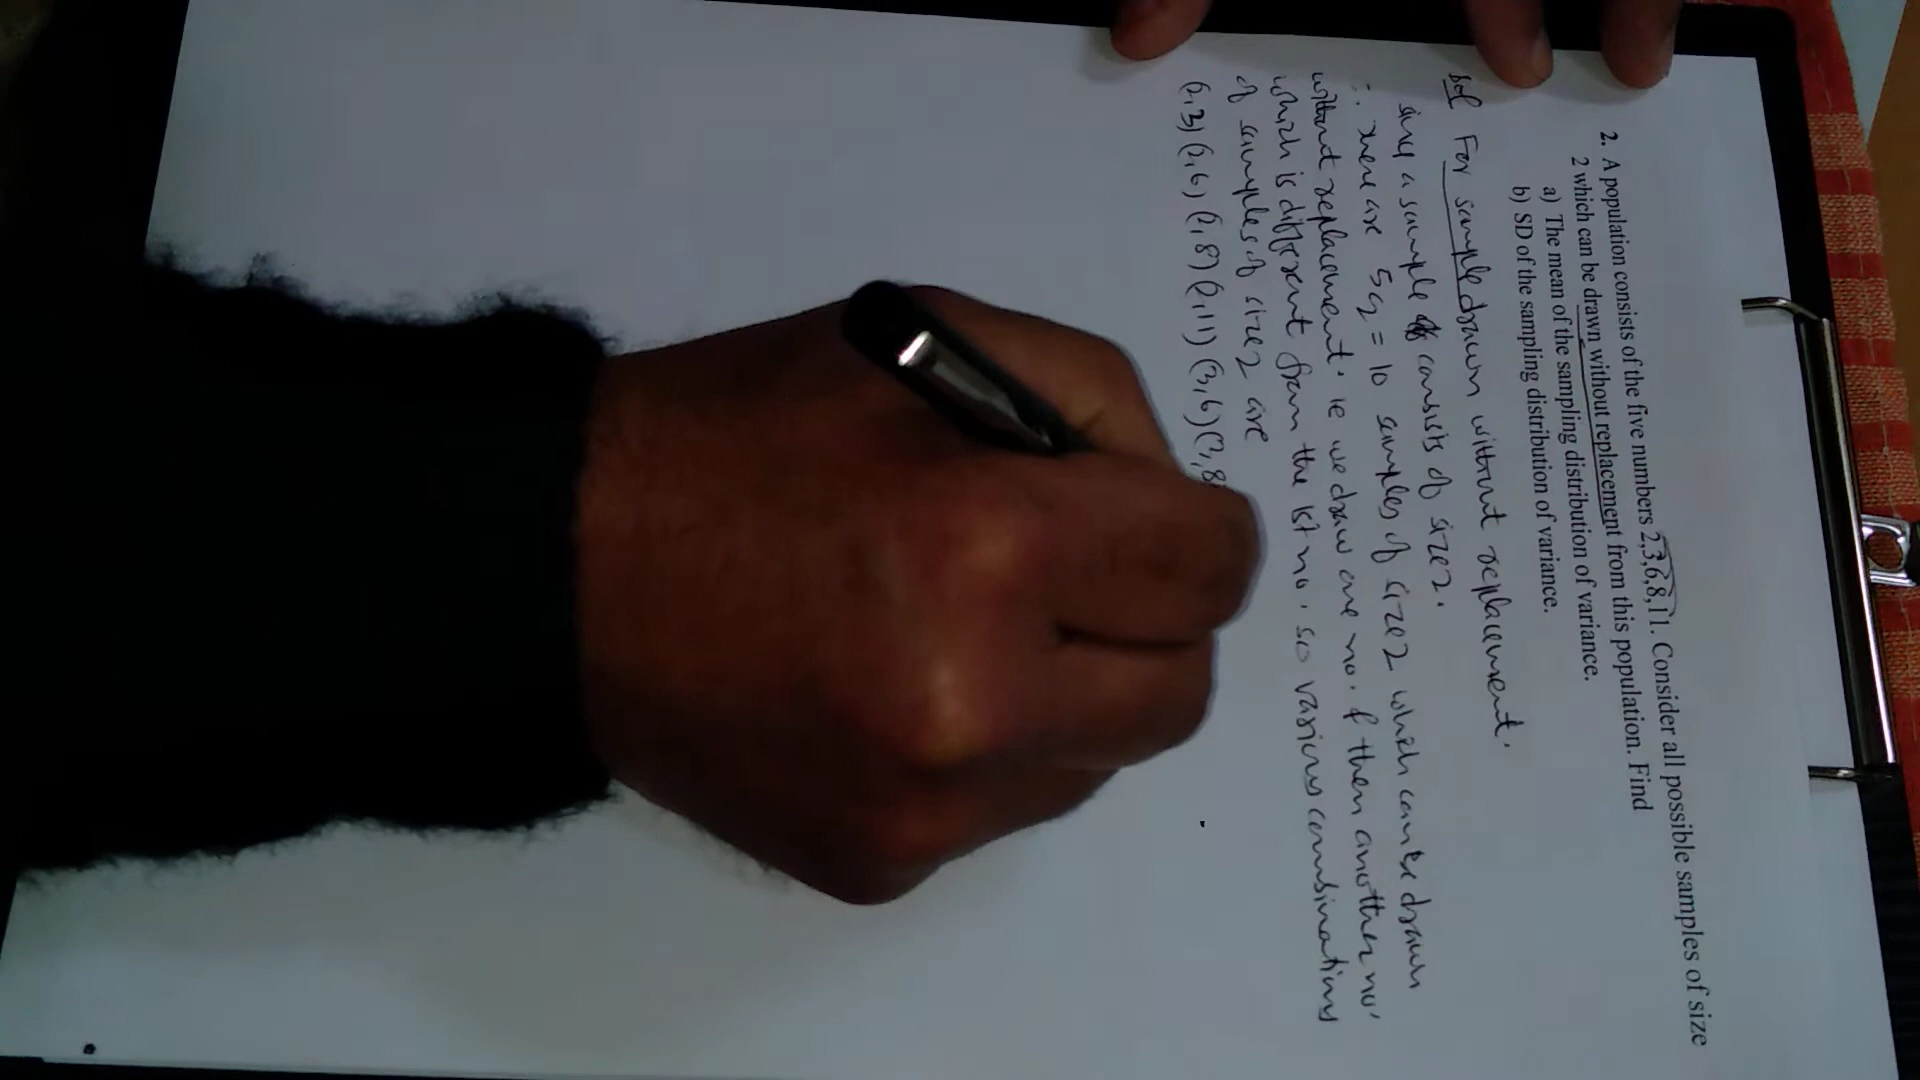 2. A population consists of the five numbers 2,3,6,8,11. Consider all possible samples of size
2 which can be drawn without replacement from this population. Find
a) The mean of the sampling distribution of variance.
b) SD of the sampling distribution of variance.
Sol For sample drawn without replacement.
Sing a sample consists of size 2.
∴ there are 5C2 = 10 samples of size 2 which can be drawn
without replacement. ie we draw one no. & then another no.
which is different from the 1st no. so various combinations
of samples of size 2 are
(2,3) (2,6) (2,8) (2,11) (3,6) (3,8